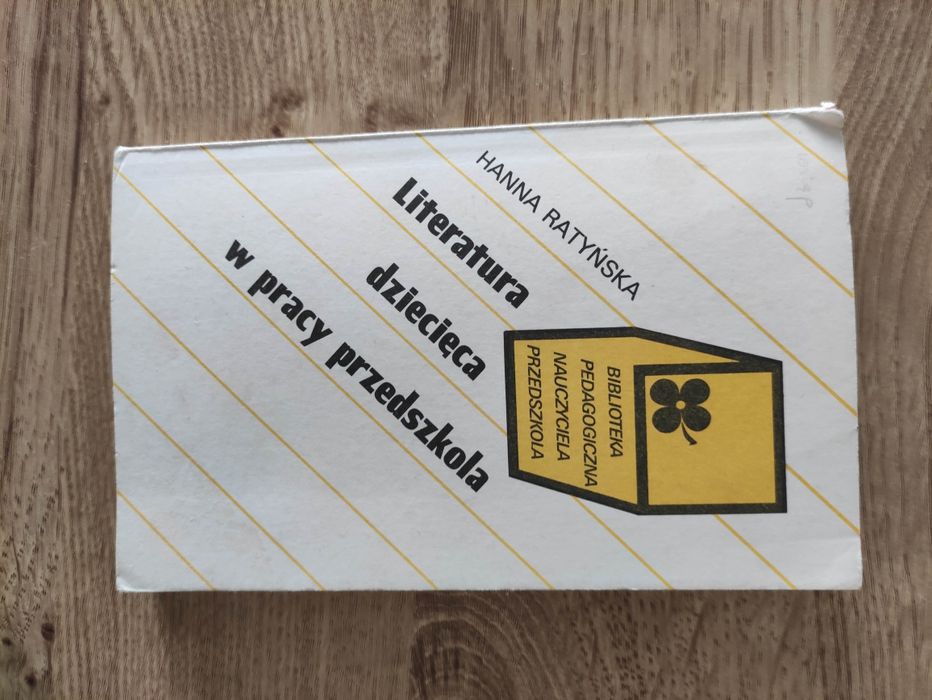 HANNA RATYŃSKA
Literatura
dziecięca
w pracy przedszkola
BIBLIOTEKA
PEDAGOGICZNA
NAUCZYCIELA
PRZEDSZKOLA